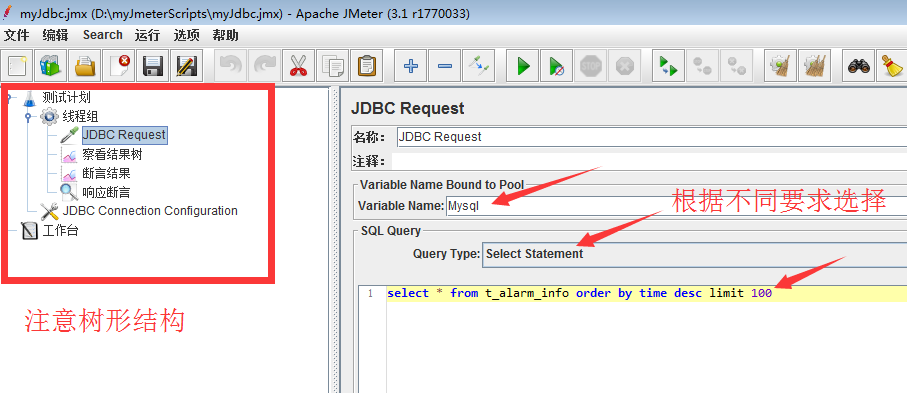 myJdbc.jmx (D:\myJmeterScripts\myJdbc.jmx) - Apache JMeter (3.1 r1770033)
文件 编辑 Search 运行 选项 帮助
测试计划
线程组
JDBC Request
察看结果树
断言结果
响应断言
JDBC Connection Configuration
工作台
注意树形结构
JDBC Request
名称： JDBC Request
注释：
Variable Name Bound to Pool
Variable Name: Mysql
根据不同要求选择
SQL Query
Query Type: Select Statement
1 select * from t_alarm_info order by time desc limit 100